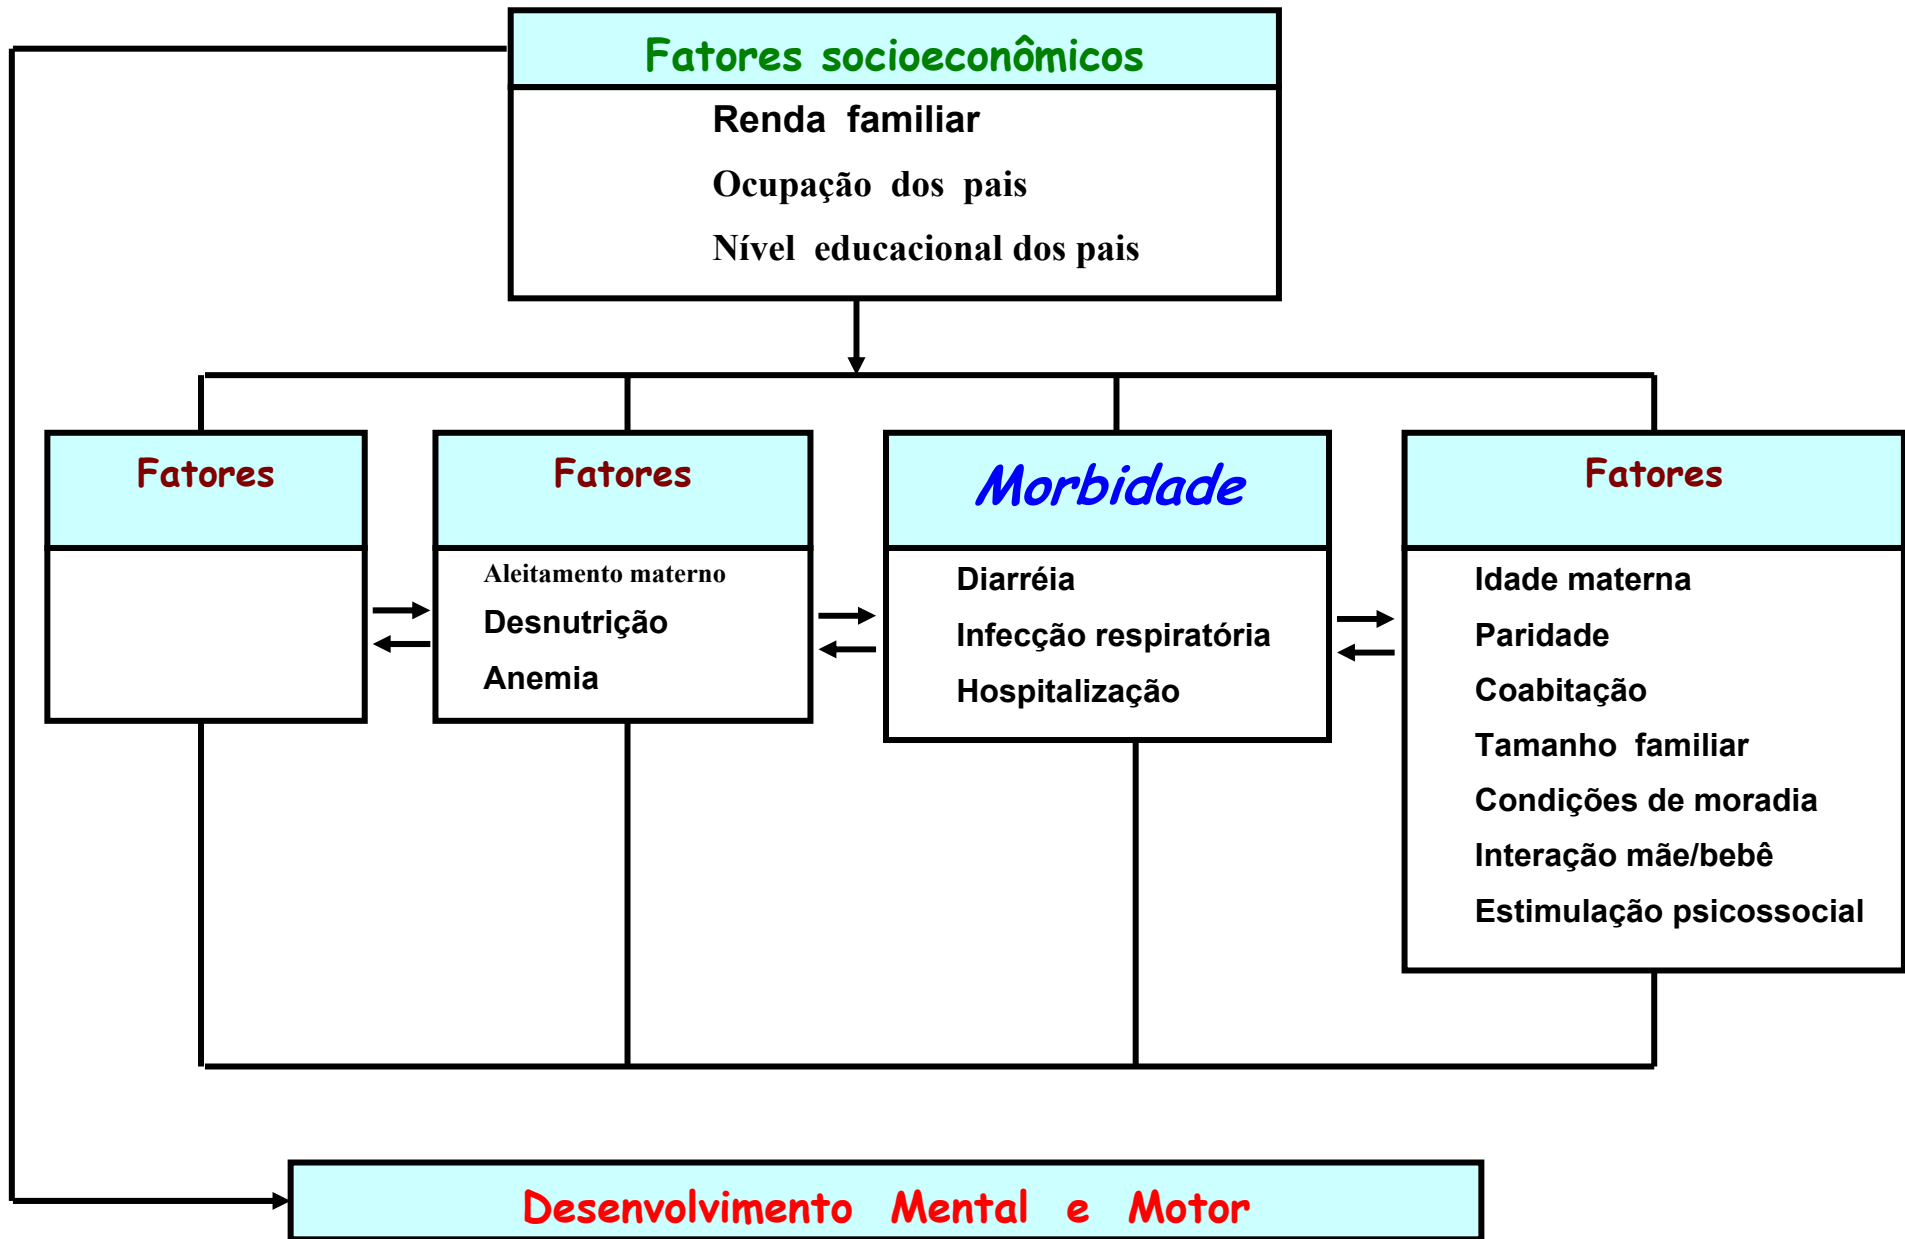 Fatores socioeconômicos
Renda familiar
Ocupação dos pais
Nível educacional dos pais
Fatores
Fatores
Aleitamento materno
Desnutrição
Anemia
Morbidade
Diarréia
Infecção respiratória
Hospitalização
Fatores
Idade materna
Paridade
Coabitação
Tamanho familiar
Condições de moradia
Interação mãe/bebê
Estimulação psicossocial
Desenvolvimento Mental e Motor